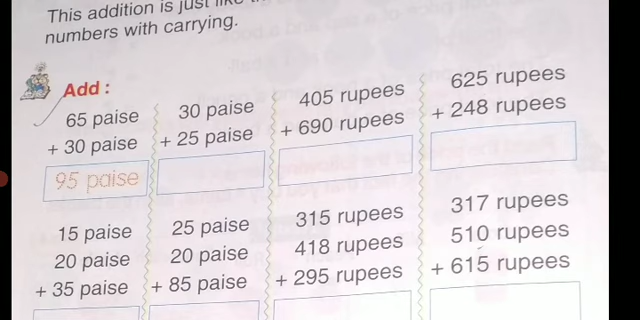 This addition is just like
numbers with carrying.
Add :
65 paise
+ 30 paise
95 paise
30 paise
+ 25 paise
405 rupees
+ 690 rupees
625 rupees
+ 248 rupees
15 paise
20 paise
+ 35 paise
25 paise
20 paise
+ 85 paise
315 rupees
418 rupees
+ 295 rupees
317 rupees
510 rupees
+ 615 rupees